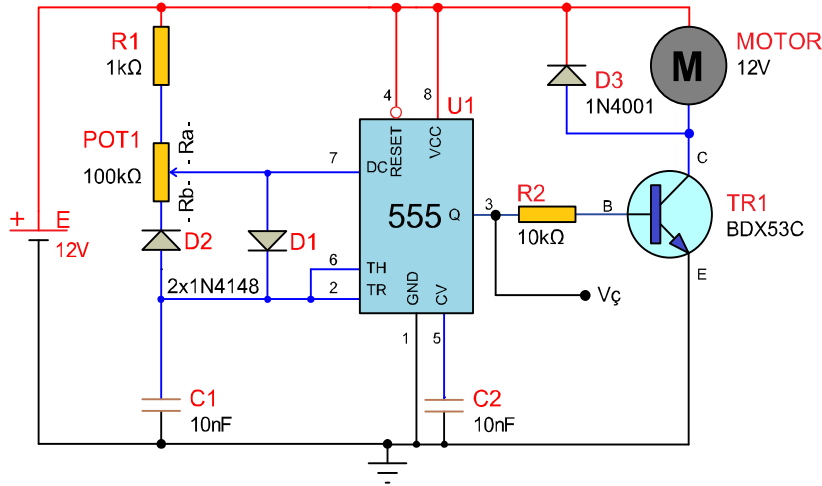 R1
1kΩ
POT1
100kΩ
- Rb- - Ra-
D2
D1
2x1N4148
+ E
12V
C1
10nF
4
8
U1
RESET
VCC
7
DC
555
Q
3
6
TH
2
TR
GND
CV
1
5
C2
10nF
R2
10kΩ
Vç
D3
1N4001
M
MOTOR
12V
C
B
E
TR1
BDX53C